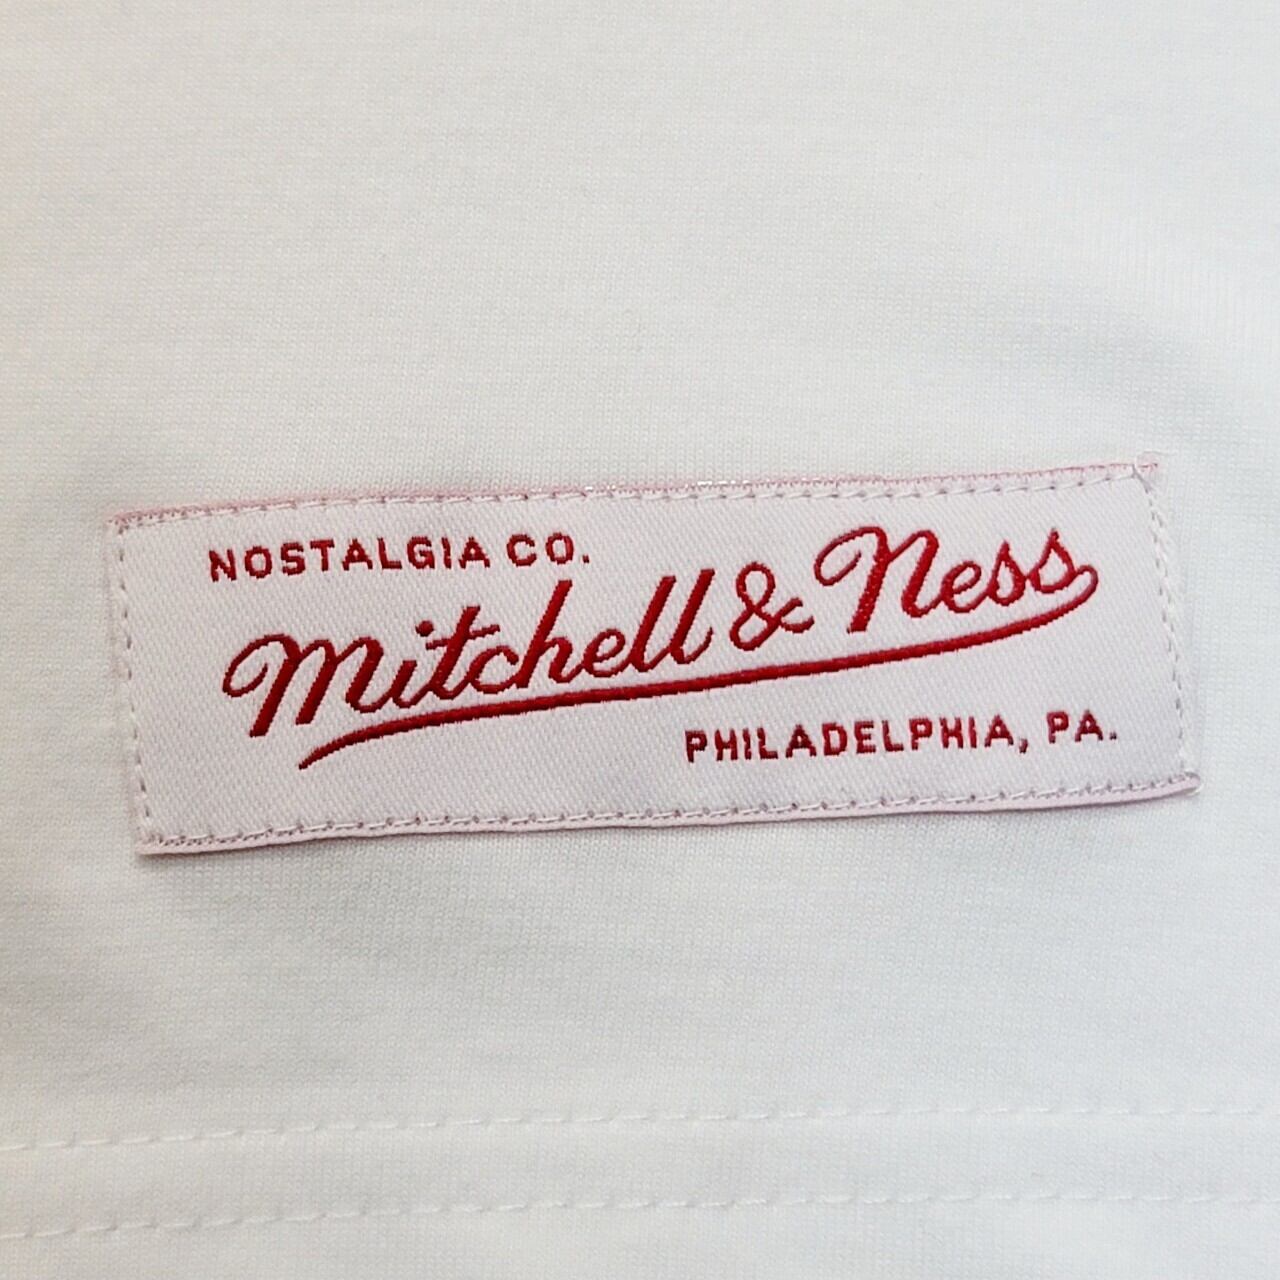 NOSTALGIA CO.
Mitchell & Ness
PHILADELPHIA, PA.